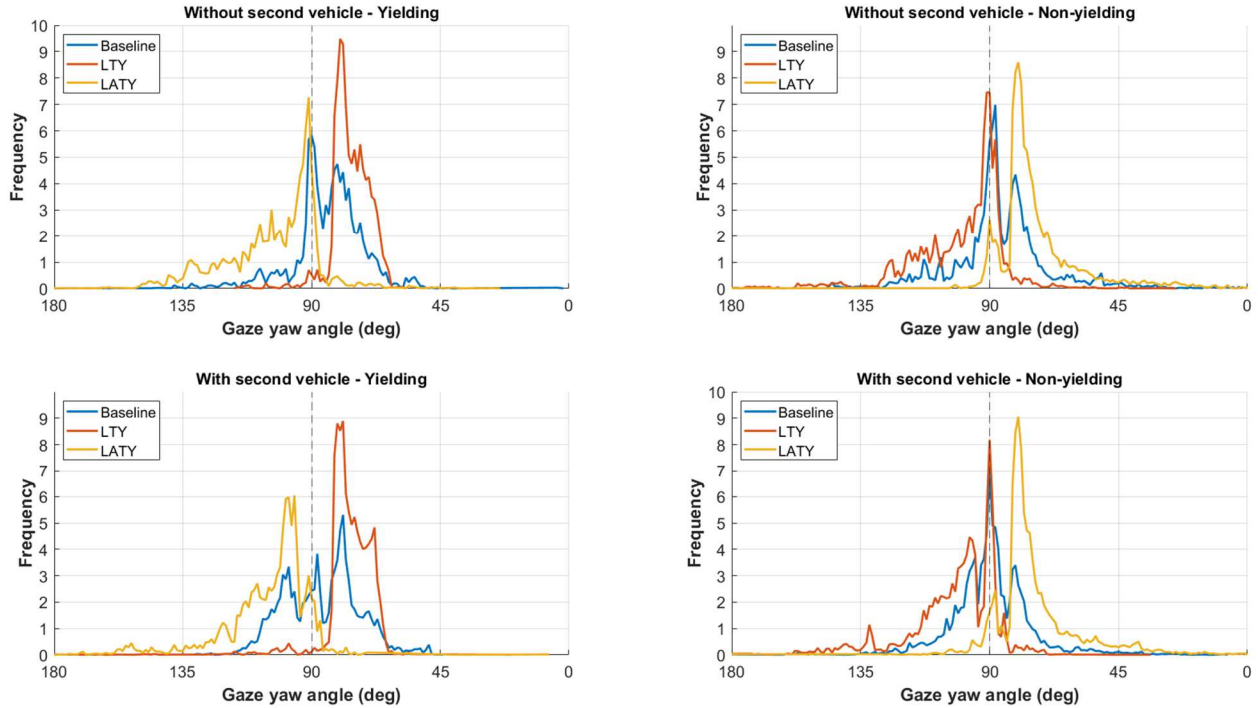 Without second vehicle - Yielding
10
9
8
7
6
5
4
3
2
1
0
Frequency
Baseline
LTY
LATY
180 135 90 45 0
Gaze yaw angle (deg)
Without second vehicle - Non-yielding
10
9
8
7
6
5
4
3
2
1
0
Frequency
Baseline
LTY
LATY
180 135 90 45 0
Gaze yaw angle (deg)
With second vehicle - Yielding
9
8
7
6
5
4
3
2
1
0
Frequency
Baseline
LTY
LATY
180 135 90 45 0
Gaze yaw angle (deg)
With second vehicle - Non-yielding
10
9
8
7
6
5
4
3
2
1
0
Frequency
Baseline
LTY
LATY
180 135 90 45 0
Gaze yaw angle (deg)